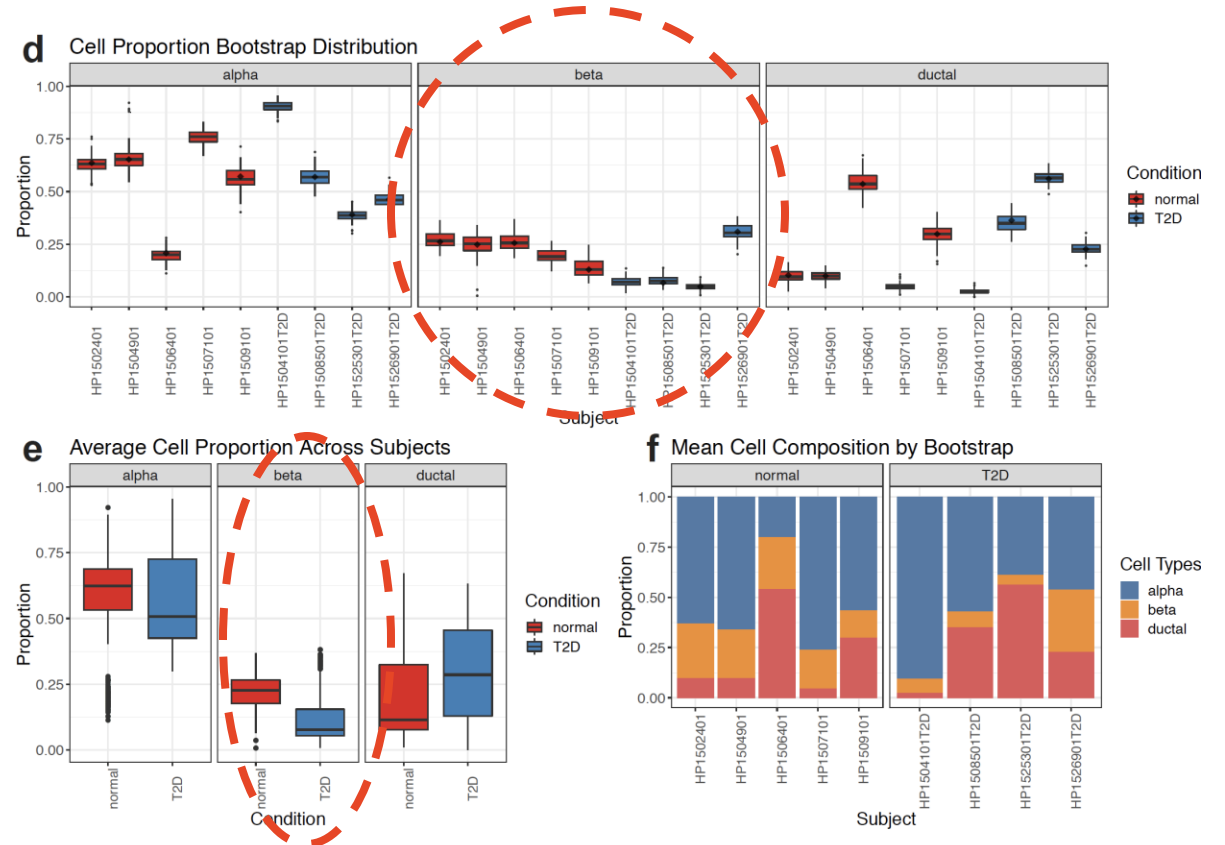 d Cell Proportion Bootstrap Distribution
alpha beta ductal
1.00
0.75
0.50
0.25
0.00
Proportion
HP1502401
HP1504901
HP1506401
HP1507101
HP1509101
HP1504101T2D
HP1508501T2D
HP1525301T2D
HP1526901T2D
HP1502401
HP1504901
HP1506401
HP1507101
HP1509101
HP1504101T2D
HP1508501T2D
HP1525301T2D
HP1526901T2D
HP1502401
HP1504901
HP1506401
HP1507101
HP1509101
HP1504101T2D
HP1508501T2D
HP1525301T2D
HP1526901T2D
Subject
Condition
normal
T2D
e Average Cell Proportion Across Subjects
alpha beta ductal
1.00
0.75
0.50
0.25
0.00
Proportion
normal
T2D
normal
T2D
normal
T2D
Condition
Condition
normal
T2D
f Mean Cell Composition by Bootstrap
normal T2D
1.00
0.75
0.50
0.25
0.00
Proportion
HP1502401
HP1504901
HP1506401
HP1507101
HP1509101
HP1504101T2D
HP1508501T2D
HP1525301T2D
HP1526901T2D
Subject
Cell Types
alpha
beta
ductal